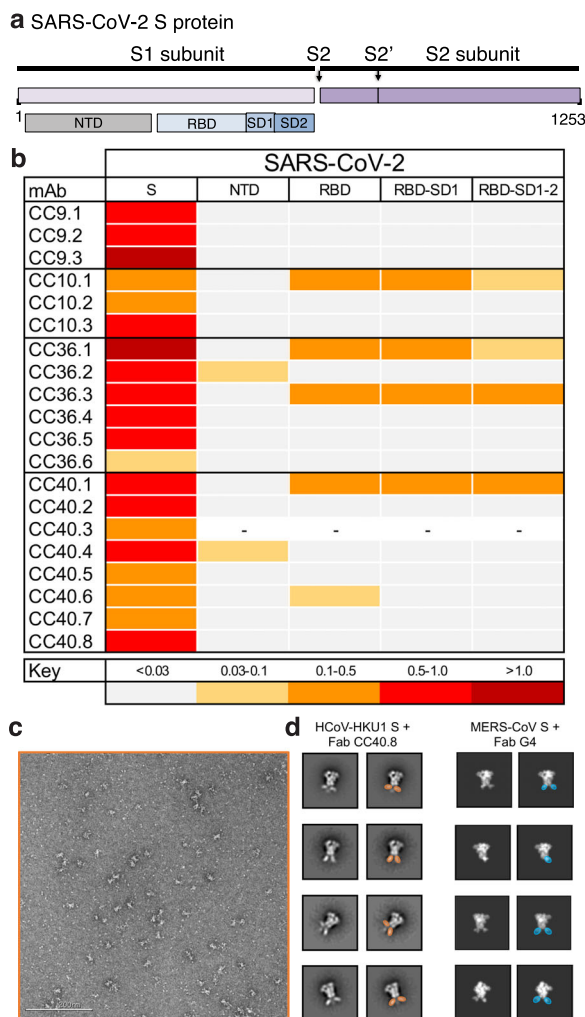 a SARS-CoV-2 S protein
S1 subunit S2 S2’ S2 subunit
1 1253
NTD RBD SD1 SD2
b
SARS-CoV-2
mAb S NTD RBD RBD-SD1 RBD-SD1-2
CC9.1
CC9.2
CC9.3
CC10.1
CC10.2
CC10.3
CC36.1
CC36.2
CC36.3
CC36.4
CC36.5
CC36.6
CC40.1
CC40.2
CC40.3 - - - -
CC40.4
CC40.5
CC40.6
CC40.7
CC40.8
Key <0.03 0.03-0.1 0.1-0.5 0.5-1.0 >1.0
c
200nm
d
HCoV-HKU1 S +
Fab CC40.8
MERS-CoV S +
Fab G4